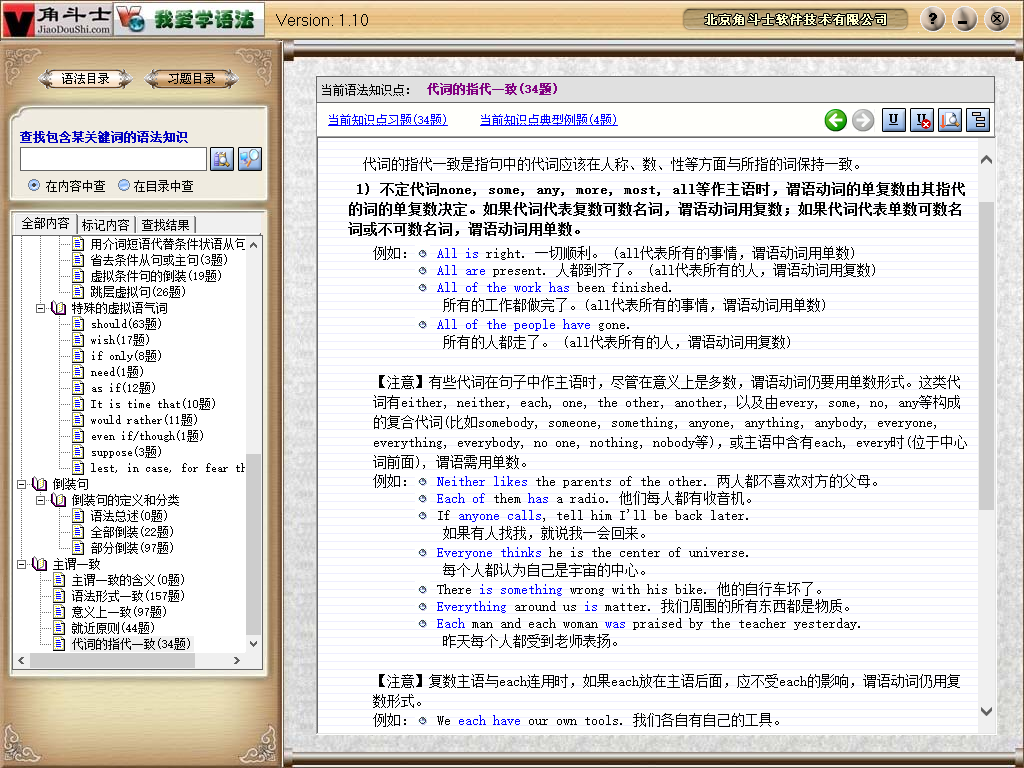 角斗士
JiaoDouShi.com
我爱学语法
Version: 1.10
北京角斗士软件技术有限公司
语法目录
习题目录
查找包含某关键词的语法知识
在内容中查
在目录中查
全部内容
标记内容
查找结果
用介词短语代替条件状语从句
省去条件从句或主句(3题)
虚拟条件句的倒装(19题)
跳层虚拟句(26题)
特殊的虚拟语气词
should(63题)
wish(17题)
if only(8题)
need(1题)
as if(12题)
It is time that(10题)
would rather(11题)
even if/though(1题)
suppose(3题)
lest, in case, for fear th
倒装句
倒装句的定义和分类
语法总述(0题)
全部倒装(22题)
部分倒装(97题)
主谓一致
主谓一致的含义(0题)
语法形式一致(157题)
意义上一致(97题)
就近原则(44题)
代词的指代一致(34题)
当前语法知识点： 代词的指代一致(34题)
当前知识点习题(34题)
当前知识点典型例题(4题)
代词的指代一致是指句中的代词应该在人称、数、性等方面与所指的词保持一致。
1) 不定代词none, some, any, more, most, all等作主语时，谓语动词的单复数由其指代
的词的单复数决定。如果代词代表复数可数名词，谓语动词用复数；如果代词代表单数可数名
词或不可数名词，谓语动词用单数。
例如： All is right. 一切顺利。 (all代表所有的事情，谓语动词用单数)
All are present. 人都到齐了。 (all代表所有的人，谓语动词用复数)
All of the work has been finished.
所有的工作都做完了。(all代表所有的事情，谓语动词用单数)
All of the people have gone.
所有的人都走了。 (all代表所有的人，谓语动词用复数)
【注意】有些代词在句子中作主语时，尽管在意义上是多数，谓语动词仍要用单数形式。这类代
词有either, neither, each, one, the other, another, 以及由every, some, no, any等构成
的复合代词(比如somebody, someone, something, anyone, anything, anybody, everyone,
everything, everybody, no one, nothing, nobody等)，或主语中含有each, every时(位于中心
词前面)，谓语需用单数。
例如： Neither likes the parents of the other. 两人都不喜欢对方的父母。
Each of them has a radio. 他们每人都有收音机。
If anyone calls, tell him I'll be back later.
如果有人找我，就说我一会回来。
Everyone thinks he is the center of universe.
每个人都认为自己是宇宙的中心。
There is something wrong with his bike. 他的自行车坏了。
Everything around us is matter. 我们周围的所有东西都是物质。
Each man and each woman was praised by the teacher yesterday.
昨天每个人都受到老师表扬。
【注意】复数主语与each连用时，如果each放在主语后面，应不受each的影响，谓语动词仍用复
数形式。
例如： We each have our own tools. 我们各自有自己的工具。